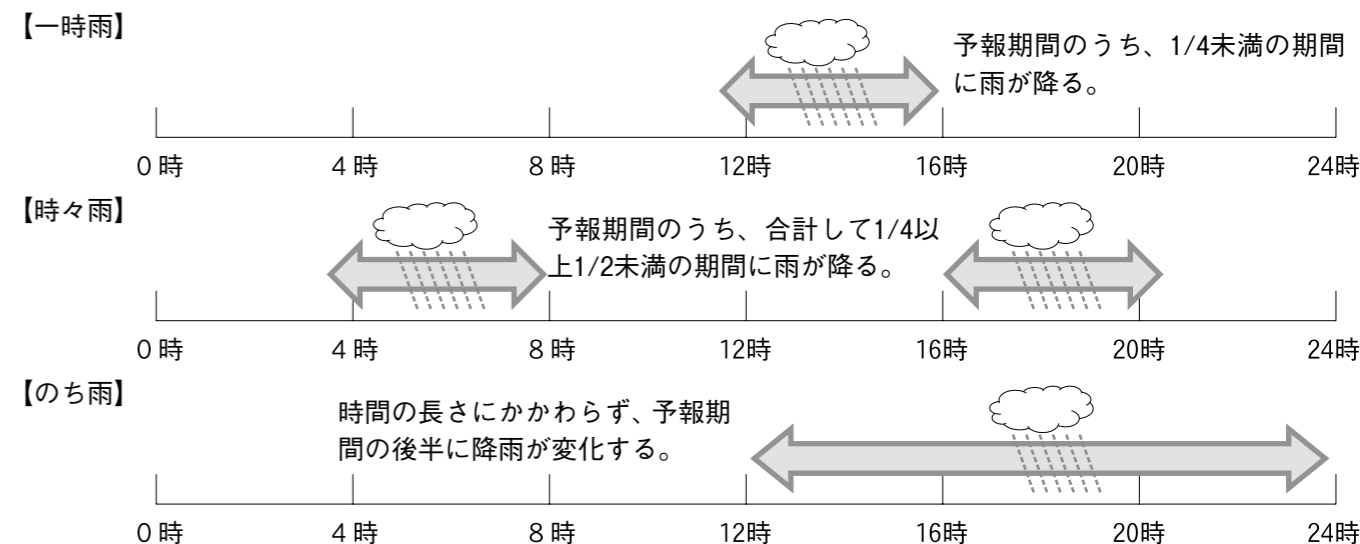 【一時雨】
予報期間のうち、1/4未満の期間
に雨が降る。
0時 4時 8時 12時 16時 20時 24時
【時々雨】
予報期間のうち、合計して1/4以
上1/2未満の期間に雨が降る。
0時 4時 8時 12時 16時 20時 24時
【のち雨】
時間の長さにかかわらず、予報期
間の後半に降雨が変化する。
0時 4時 8時 12時 16時 20時 24時